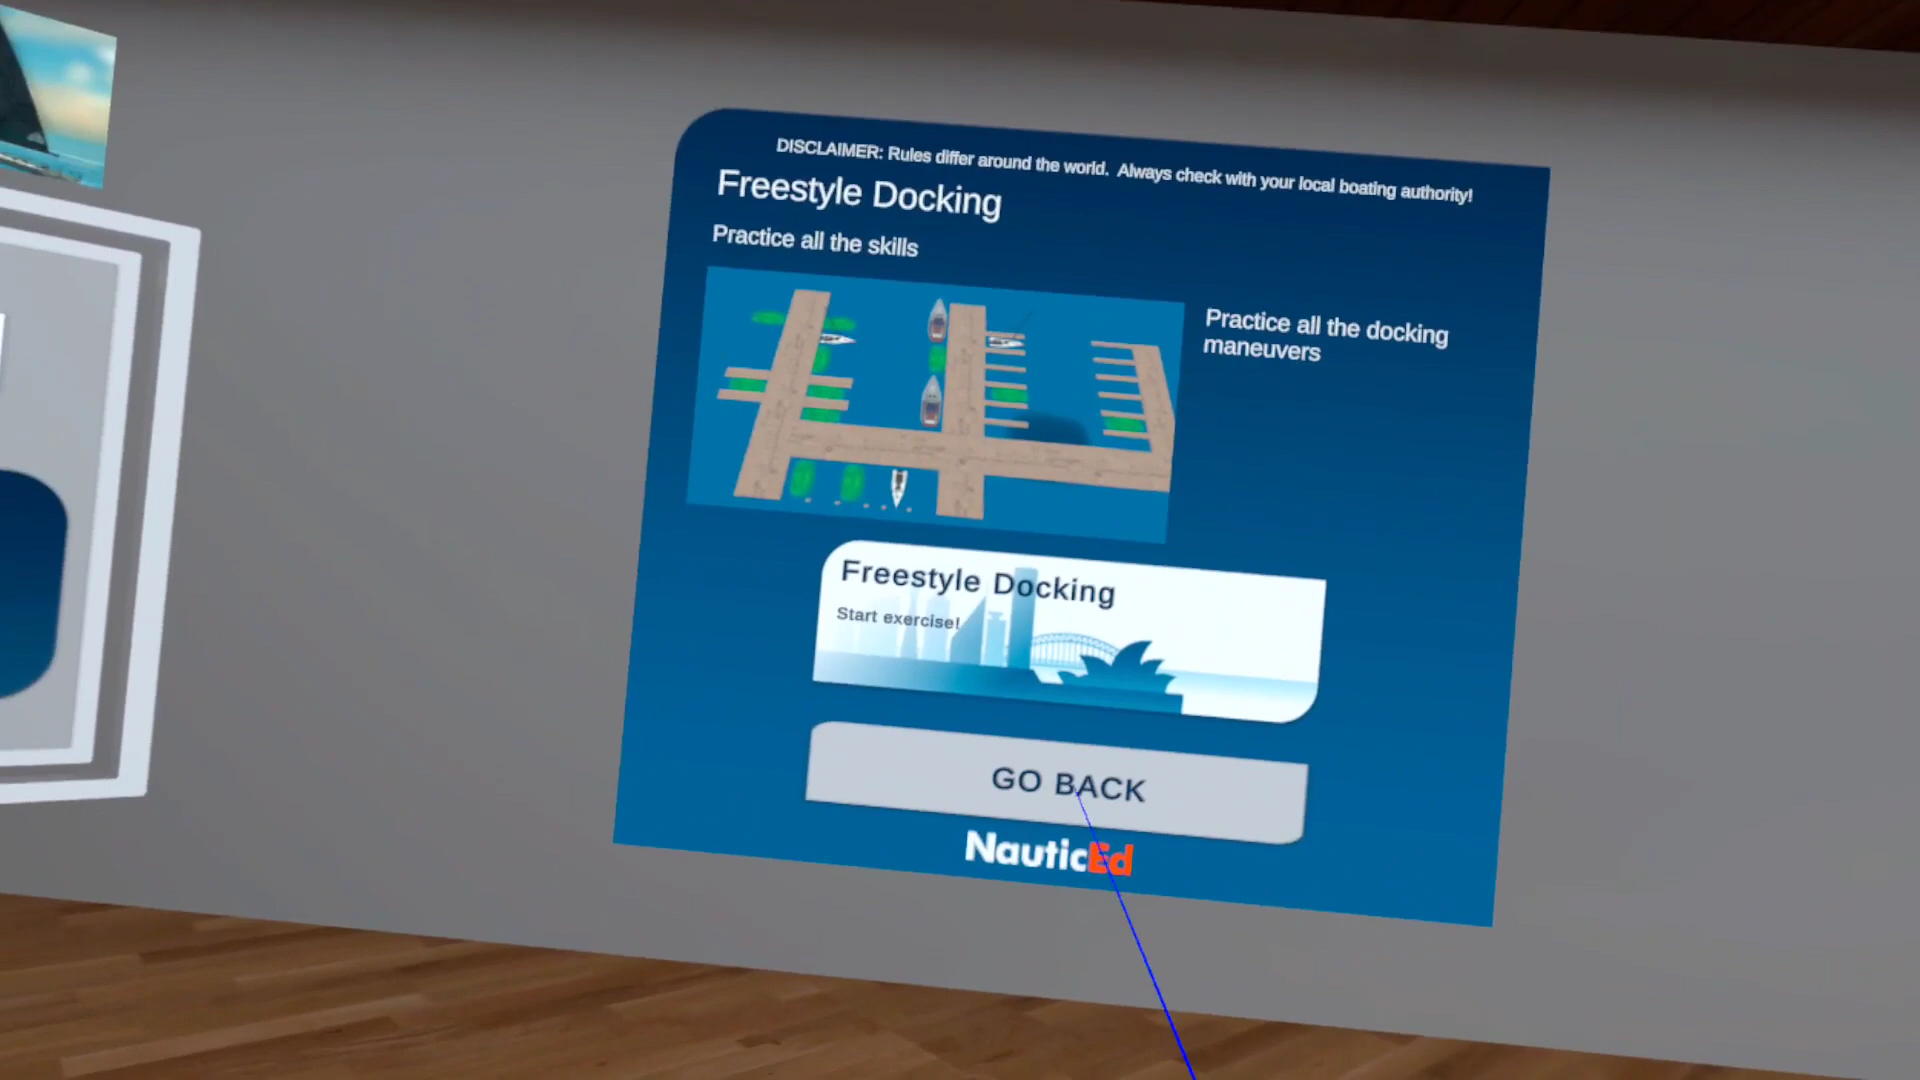 DISCLAIMER: Rules differ around the world. Always check with your local boating authority!
Freestyle Docking
Practice all the skills
Practice all the docking
maneuvers
Freestyle Docking
Start exercise!
GO BACK
NauticEd